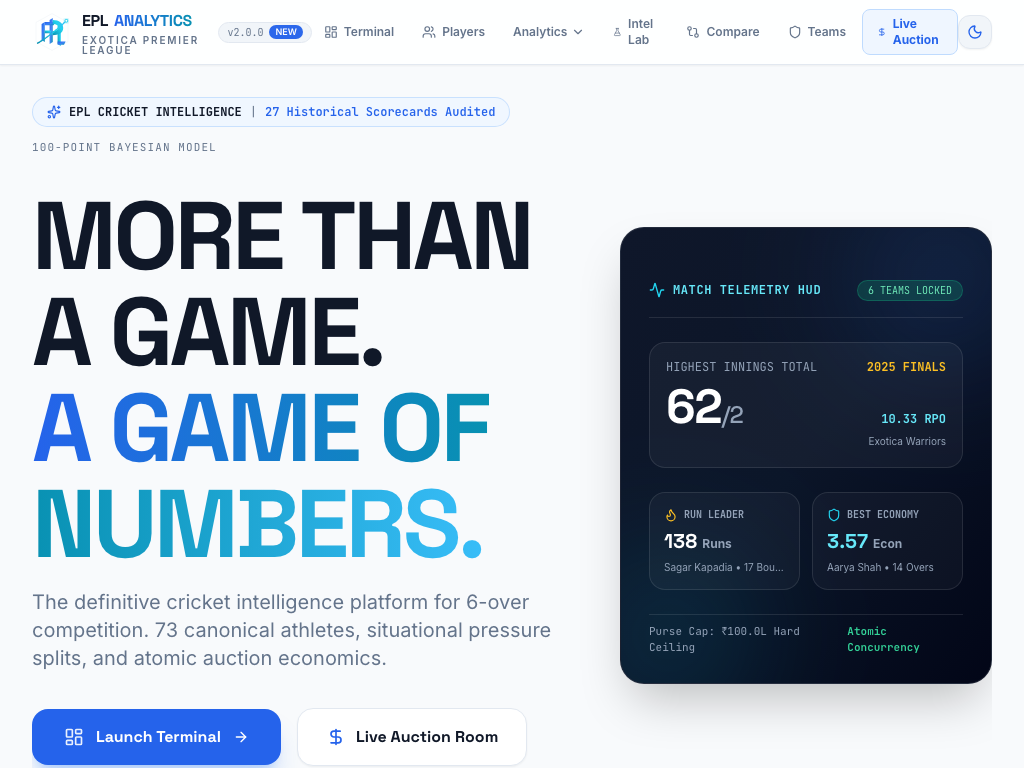 EPL ANALYTICS
EXOTICA PREMIER
LEAGUE
v2.0.0 NEW
Terminal
Players
Analytics
Intel
Lab
Compare
Teams
Live
Auction
EPL CRICKET INTELLIGENCE | 27 Historical Scorecards Audited
100-POINT BAYESIAN MODEL
MORE THAN
A GAME.
A GAME OF
NUMBERS.
The definitive cricket intelligence platform for 6-over
competition. 73 canonical athletes, situational pressure
splits, and atomic auction economics.
Launch Terminal
Live Auction Room
MATCH TELEMETRY HUD
6 TEAMS LOCKED
HIGHEST INNINGS TOTAL
2025 FINALS
62/2
10.33 RPO
Exotica Warriors
RUN LEADER
138 Runs
Sagar Kapadia • 17 Bou...
BEST ECONOMY
3.57 Econ
Aarya Shah • 14 Overs
Purse Cap: ₹100.0L Hard
Ceiling
Atomic
Concurrency